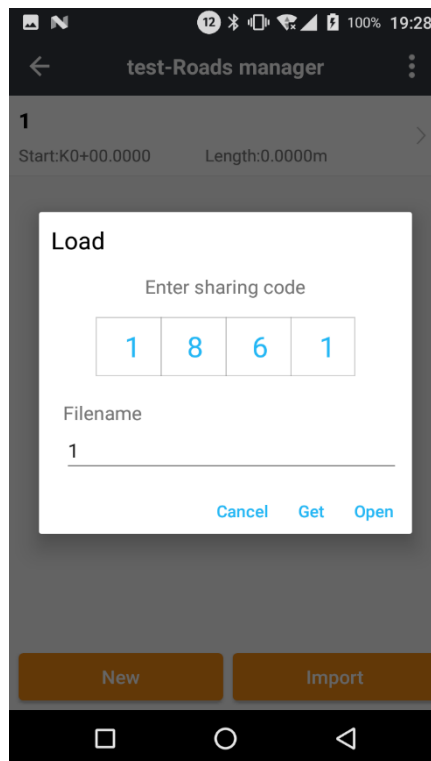 12 100% 19:28
test-Roads manager
1
Start:K0+00.0000 Length:0.0000m
Load
Enter sharing code
1 8 6 1
Filename
1
Cancel Get Open
New Import